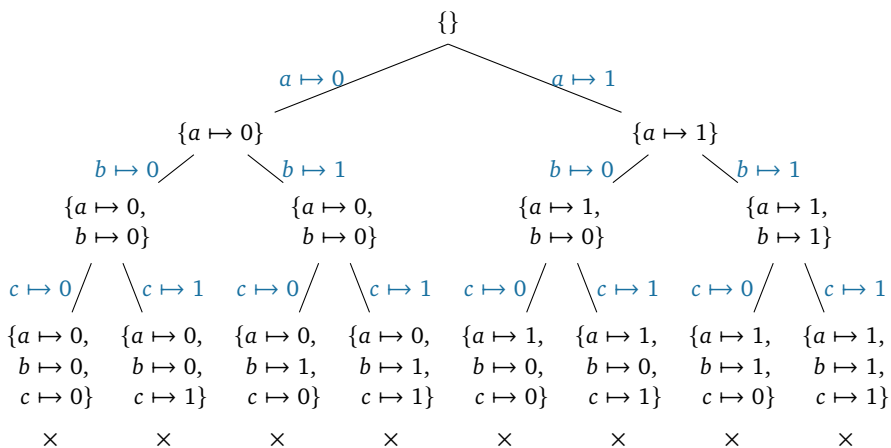 {}
a ↦ 0 a ↦ 1
{a ↦ 0} {a ↦ 1}
b ↦ 0 b ↦ 1 b ↦ 0 b ↦ 1
{a ↦ 0, {a ↦ 0, {a ↦ 1, {a ↦ 1,
b ↦ 0} b ↦ 0} b ↦ 0} b ↦ 1}
c ↦ 0 c ↦ 1 c ↦ 0 c ↦ 1 c ↦ 0 c ↦ 1 c ↦ 0 c ↦ 1
{a ↦ 0, {a ↦ 0, {a ↦ 0, {a ↦ 0, {a ↦ 1, {a ↦ 1, {a ↦ 1, {a ↦ 1,
b ↦ 0, b ↦ 0, b ↦ 1, b ↦ 1, b ↦ 0, b ↦ 0, b ↦ 1, b ↦ 1,
c ↦ 0} c ↦ 1} c ↦ 0} c ↦ 1} c ↦ 0} c ↦ 1} c ↦ 0} c ↦ 1}
× × × × × × × ×